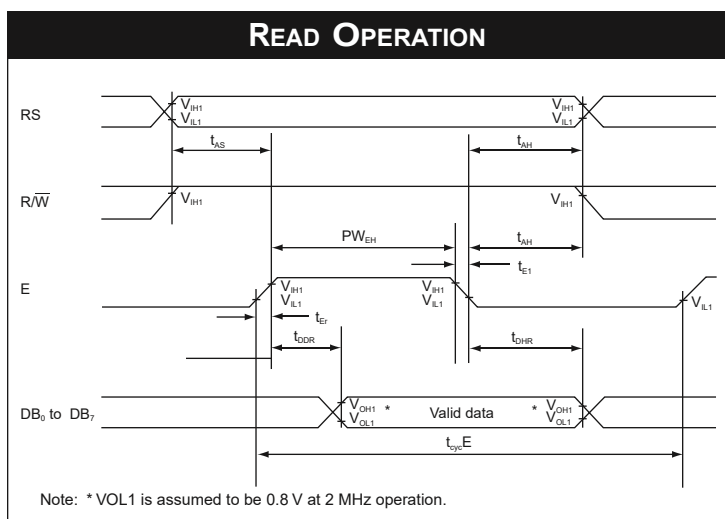 READ OPERATION
RS
VIH1
VIL1
VIH1
VIL1
tAS
tAH
R/W
VIH1
VIH1
PWEH
tAH
tE1
E
VIH1
VIL1
VIH1
VIL1
VIL1
tEr
tDDR
tDHR
DB0 to DB7
VOH1
VOL1
* Valid data *
VOH1
VOL1
tcycE
Note: * VOL1 is assumed to be 0.8 V at 2 MHz operation.